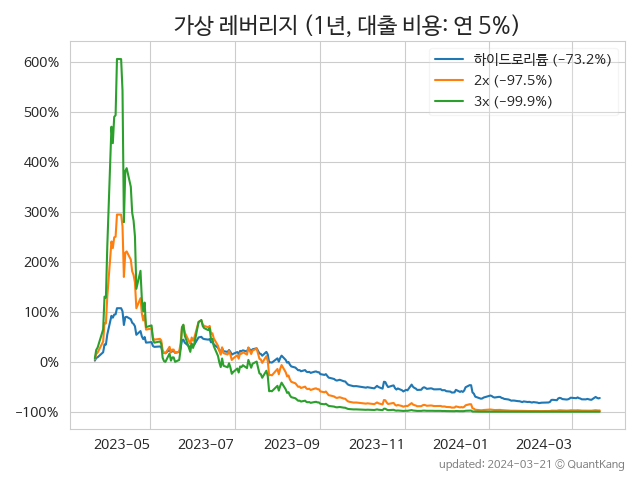 가상 레버리지 (1년, 대출 비용: 연 5%)
하이드로리튬 (-73.2%)
2x (-97.5%)
3x (-99.9%)
600%
500%
400%
300%
200%
100%
0%
-100%
2023-05 2023-07 2023-09 2023-11 2024-01 2024-03
updated: 2024-03-21 © QuantKang